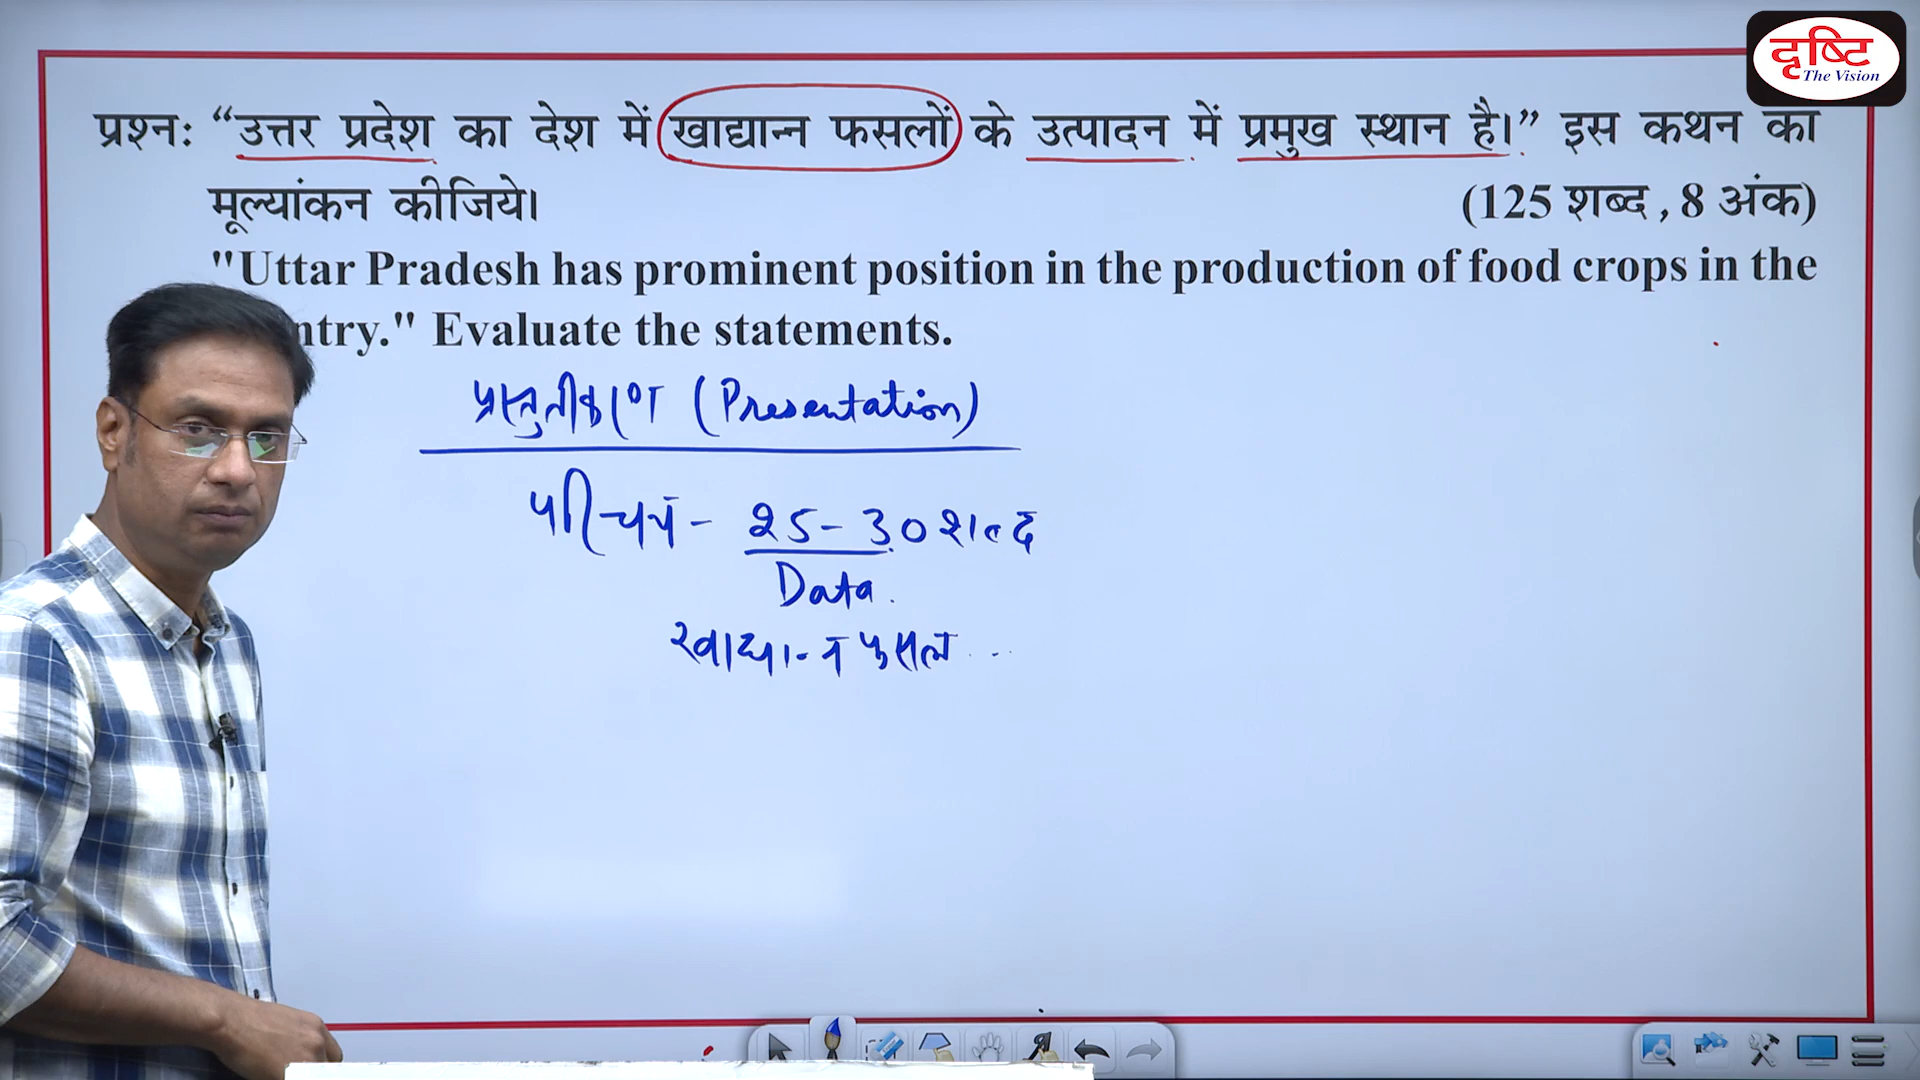 दृष्टि
The Vision
प्रश्न: “उत्तर प्रदेश का देश में खाद्यान्न फसलों के उत्पादन में प्रमुख स्थान है।” इस कथन का
मूल्यांकन कीजिये। (125 शब्द , 8 अंक)
"Uttar Pradesh has prominent position in the production of food crops in the
ntry." Evaluate the statements.
प्रस्तुतीकरण (Presentation)
परिचय - 25-30 शब्द
Data.
खाद्यान्न फसल ...